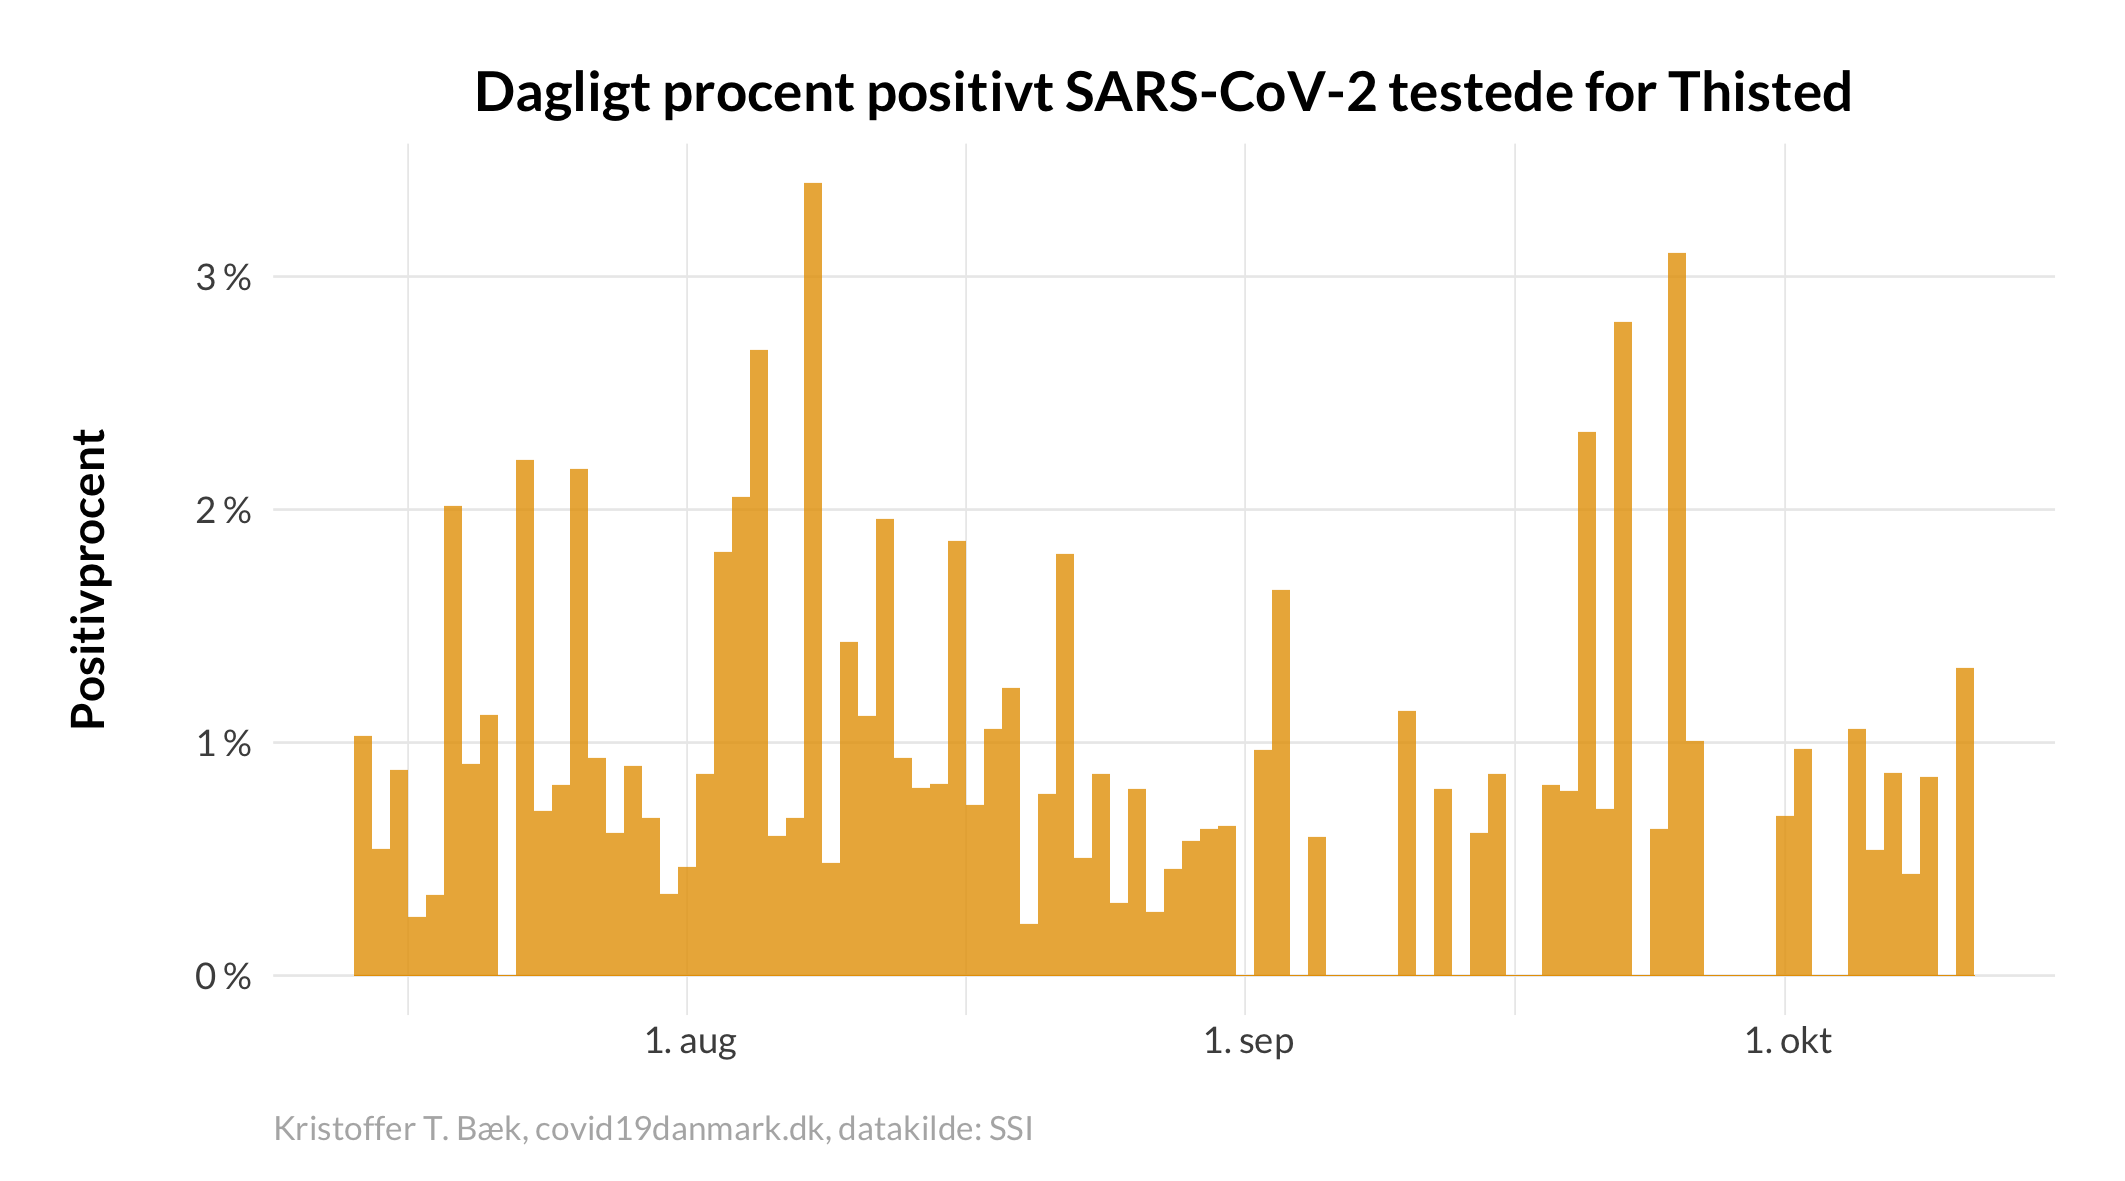 Dagligt procent positivt SARS-CoV-2 testede for Thisted
Positivprocent
3 %
2 %
1 %
0 %
1. aug
1. sep
1. okt
Kristoffer T. Bæk, covid19danmark.dk, datakilde: SSI